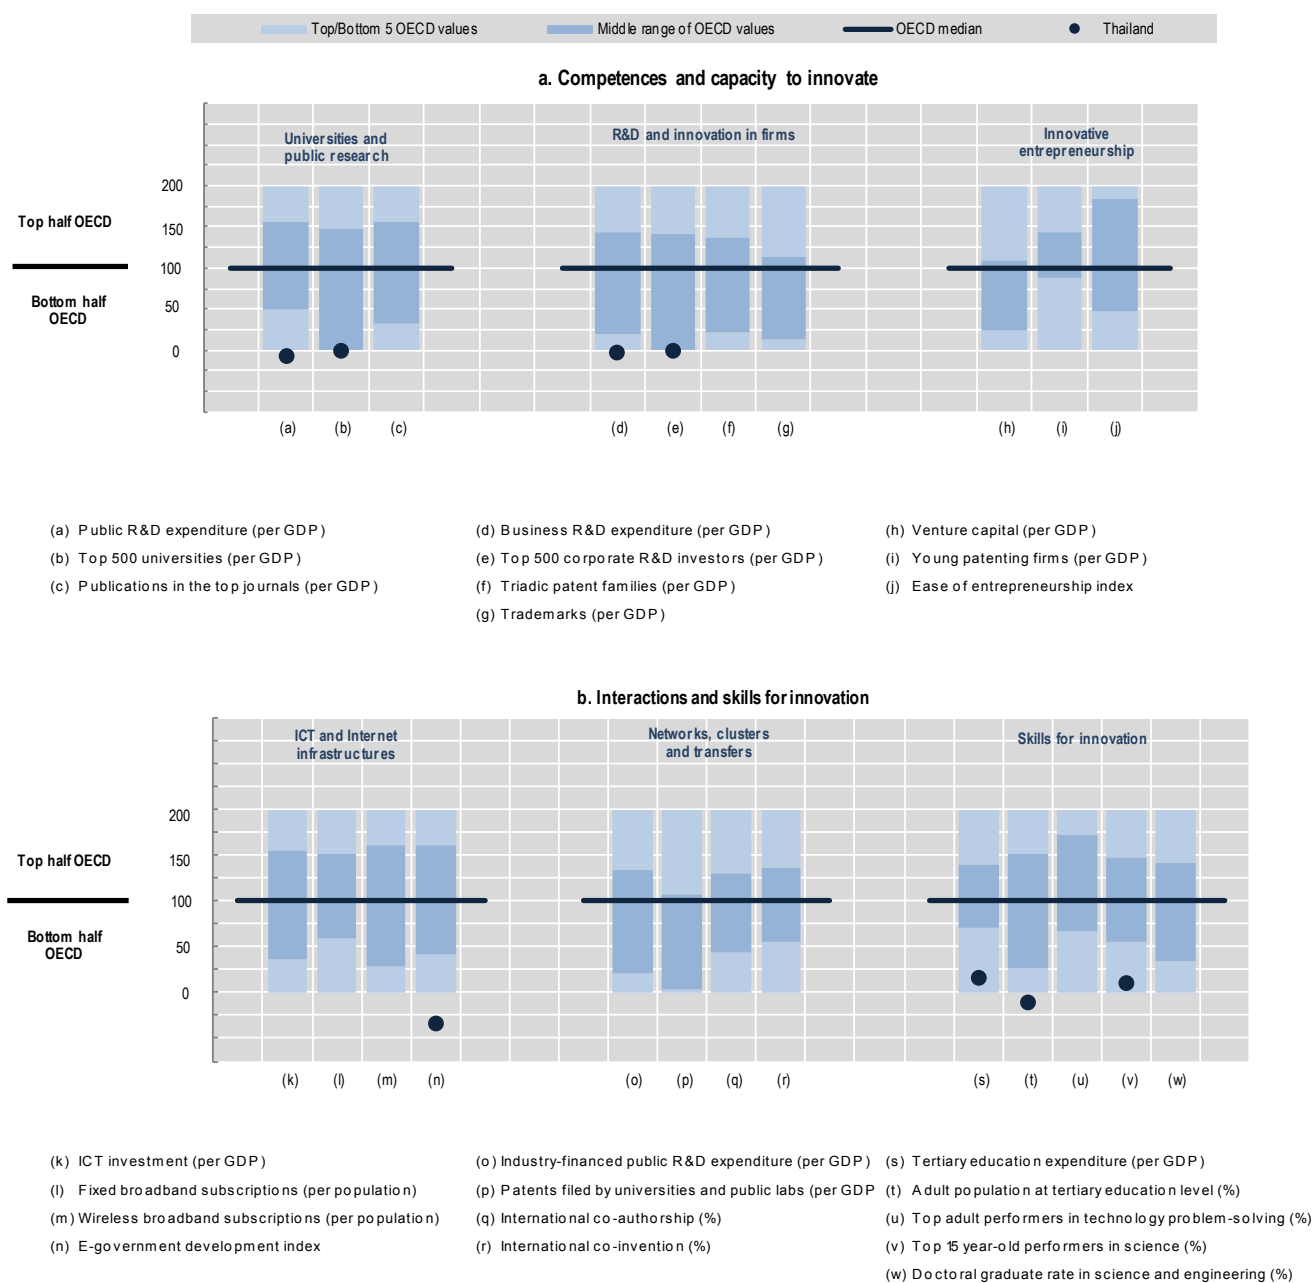 Top/Bottom 5 OECD values Middle range of OECD values OECD median Thailand
a. Competences and capacity to innovate
Universities and
public research
R&D and innovation in firms
Innovative
entrepreneurship
200
150
100
50
0
Top half OECD
Bottom half
OECD
(a) (b) (c) (d) (e) (f) (g) (h) (i) (j)
(a) Public R&D expenditure (per GDP)
(b) Top 500 universities (per GDP)
(c) Publications in the top journals (per GDP)
(d) Business R&D expenditure (per GDP)
(e) Top 500 corporate R&D investors (per GDP)
(f) Triadic patent families (per GDP)
(g) Trademarks (per GDP)
(h) Venture capital (per GDP)
(i) Young patenting firms (per GDP)
(j) Ease of entrepreneurship index
b. Interactions and skills for innovation
ICT and Internet
infrastructures
Networks, clusters
and transfers
Skills for innovation
200
150
100
50
0
Top half OECD
Bottom half
OECD
(k) (l) (m) (n) (o) (p) (q) (r) (s) (t) (u) (v) (w)
(k) ICT investment (per GDP)
(l) Fixed broadband subscriptions (per population)
(m) Wireless broadband subscriptions (per population)
(n) E-government development index
(o) Industry-financed public R&D expenditure (per GDP)
(p) Patents filed by universities and public labs (per GDP
(q) International co-authorship (%)
(r) International co-invention (%)
(s) Tertiary education expenditure (per GDP)
(t) Adult population at tertiary education level (%)
(u) Top adult performers in technology problem-solving (%)
(v) Top 15 year-old performers in science (%)
(w) Doctoral graduate rate in science and engineering (%)